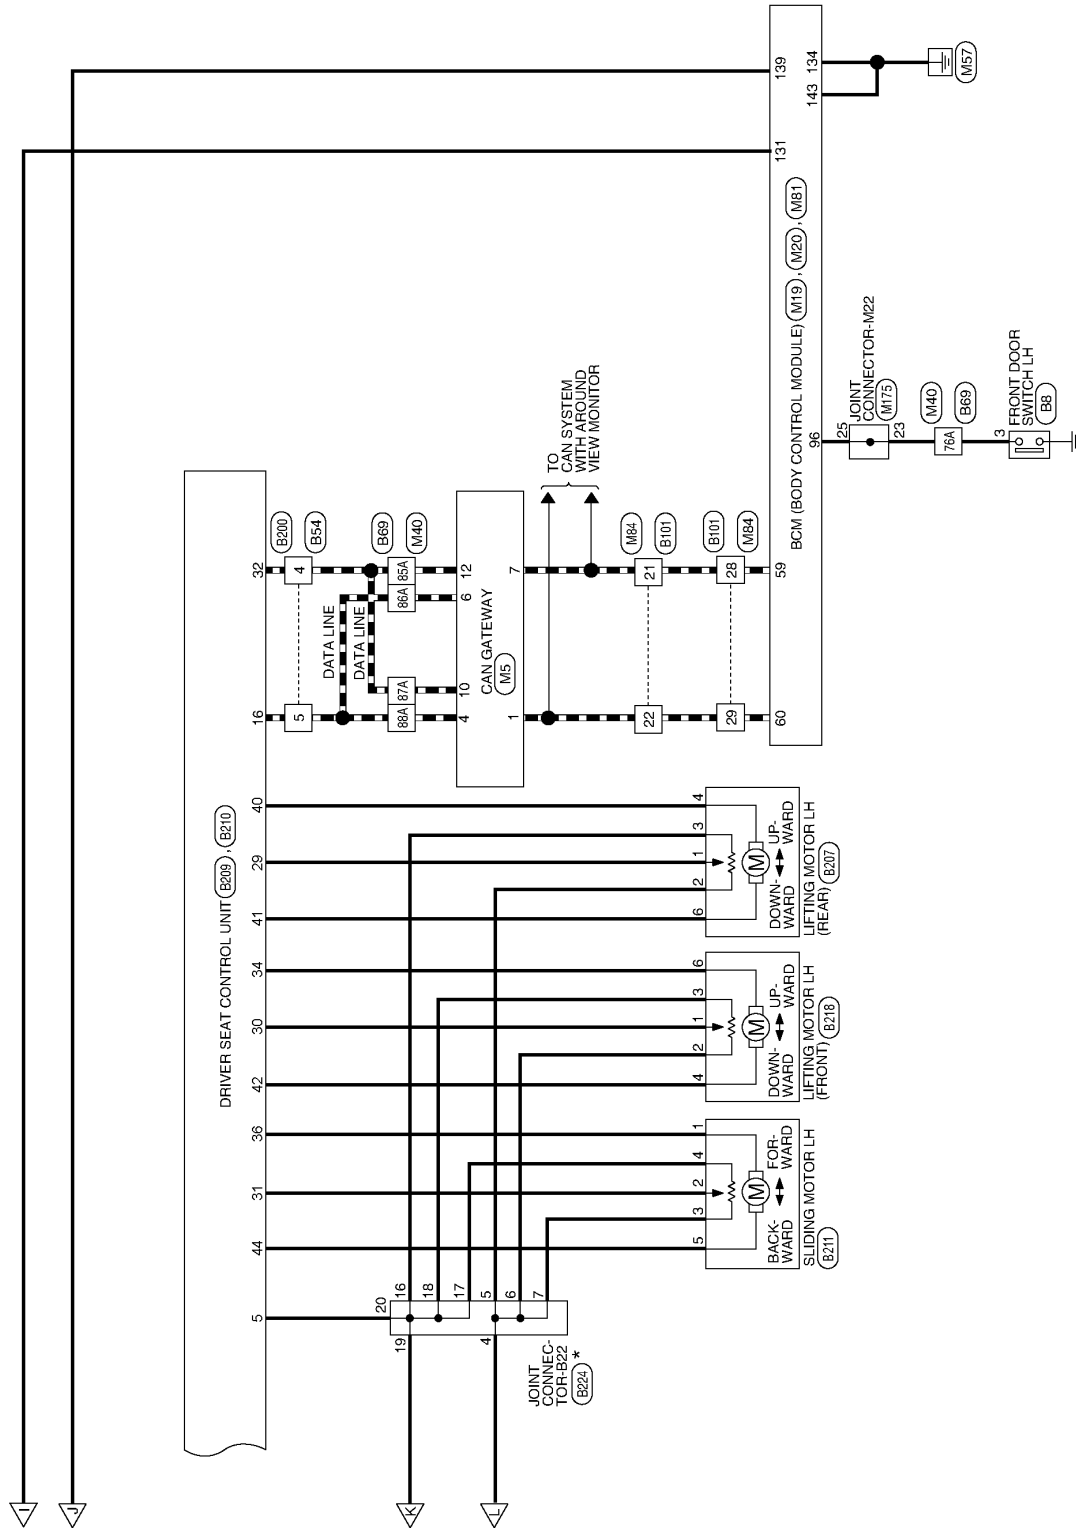 I
J
K
L
DRIVER SEAT CONTROL UNIT B209 , B210
5
44
31
36
42
30
34
41
29
40
16
32
5
4
B200
B54
DATA LINE
DATA LINE
88A
87A
86A
85A
B69
M40
4
10
6
12
CAN GATEWAY
M5
1
7
TO
CAN SYSTEM
WITH AROUND
VIEW MONITOR
22
21
M84
B101
29
28
B101
M84
60
59
131
139
BCM (BODY CONTROL MODULE) M19 , M20 , M81
96
143
134
M57
25
JOINT
CONNECTOR-M22
M175
23
76A
M40
B69
3
FRONT DOOR
SWITCH LH
B8
20
19
16
18
17
4
5
6
7
JOINT
CONNEC-
TOR-B22
B224 *
5
3
2
4
1
M
BACK-
WARD
FOR-
WARD
SLIDING MOTOR LH
B211
4
2
1
3
6
M
DOWN-
WARD
UP-
WARD
LIFTING MOTOR LH
(FRONT) B218
6
2
1
3
4
M
DOWN-
WARD
UP-
WARD
LIFTING MOTOR LH
(REAR) B207